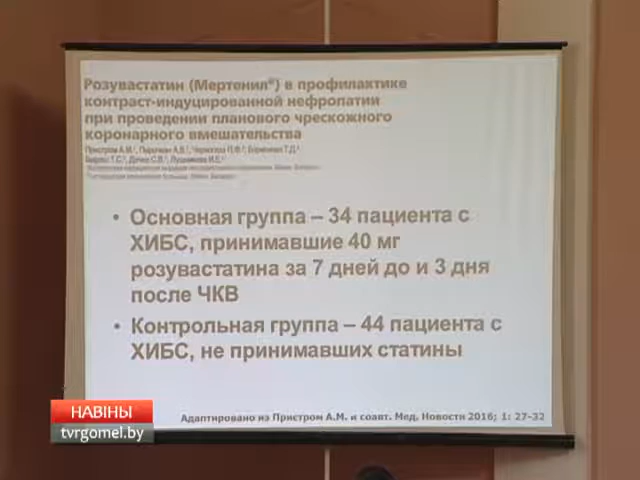 Розувастатин (Мертенил®) в профилактике
контраст-индуцированной нефропатии
при проведении планового чрескожного
коронарного вмешательства
• Основная группа – 34 пациента с
ХИБС, принимавшие 40 мг
розувастатина за 7 дней до и 3 дня
после ЧКВ
• Контрольная группа – 44 пациента с
ХИБС, не принимавших статины
Адаптировано из Пристром А.М. и соавт. Мед. Новости 2016; 1: 27-32
НАВІНЫ
tvrgomel.by